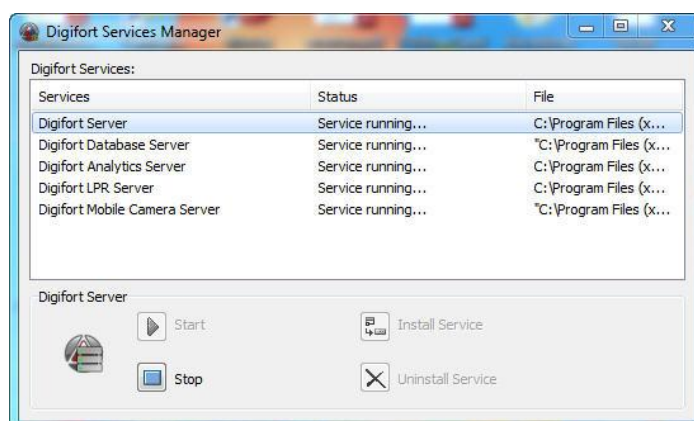 Digifort Services Manager
Digifort Services:
Services Status File
Digifort Server Service running... C:\Program Files (x...
Digifort Database Server Service running... "C:\Program Files (x...
Digifort Analytics Server Service running... C:\Program Files (x...
Digifort LPR Server Service running... C:\Program Files (x...
Digifort Mobile Camera Server Service running... "C:\Program Files (x...
Digifort Server
Start Install Service
Stop Uninstall Service